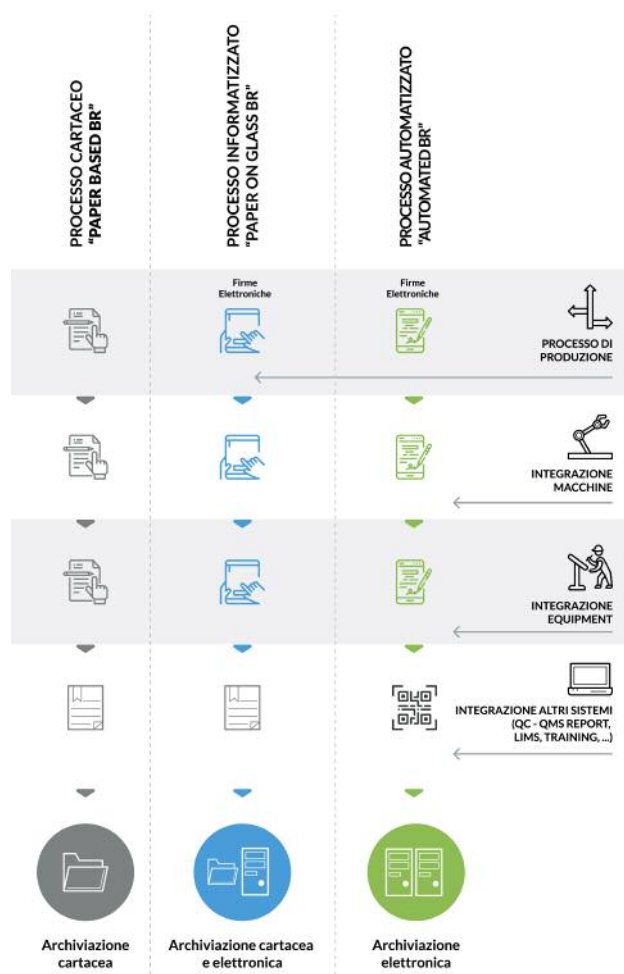 PROCESSO CARTACEO
“PAPER BASED BR”
PROCESSO INFORMATIZZATO
“PAPER ON GLASS BR”
PROCESSO AUTOMATIZZATO
“AUTOMATED BR”
Firme
Elettroniche
Firme
Elettroniche
PROCESSO DI
PRODUZIONE
INTEGRAZIONE
MACCHINE
INTEGRAZIONE
EQUIPMENT
INTEGRAZIONE ALTRI SISTEMI
(QC - QMS REPORT,
LIMS, TRAINING, ...)
Archiviazione
cartacea
Archiviazione cartacea
e elettronica
Archiviazione
elettronica